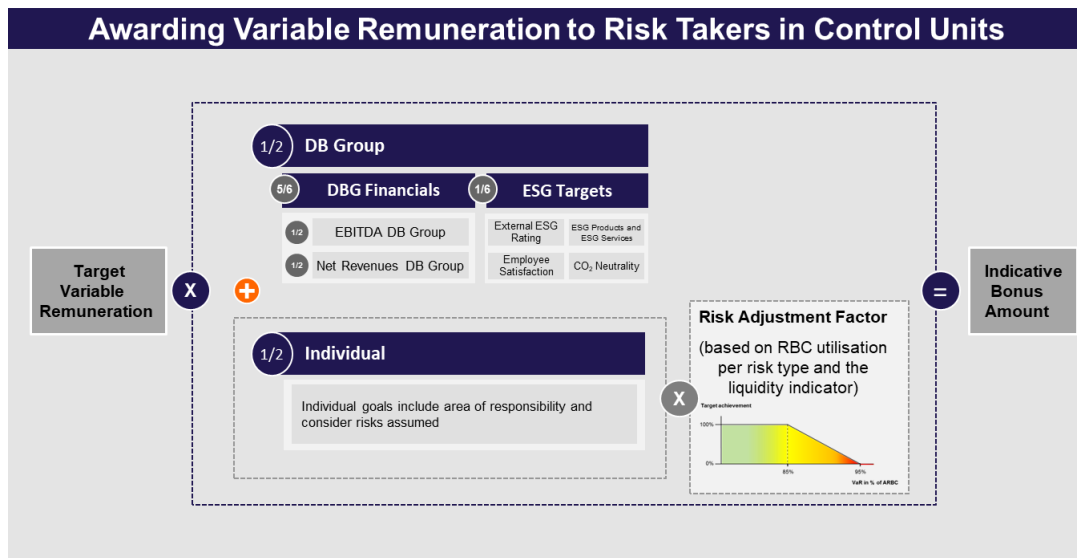 Awarding Variable Remuneration to Risk Takers in Control Units
1/2
DB Group
5/6
DBG Financials
1/6
ESG Targets
1/2
EBITDA DB Group
1/2
Net Revenues DB Group
External ESG
Rating
ESG Products and
ESG Services
Employee
Satisfaction
CO₂ Neutrality
Target
Variable
Remuneration
X
+
=
Indicative
Bonus
Amount
1/2
Individual
Individual goals include area of responsibility and
consider risks assumed
X
Risk Adjustment Factor
(based on RBC utilisation
per risk type and the
liquidity indicator)
Target achievement
100%
0%
85%
95%
VaR in % of ARBC